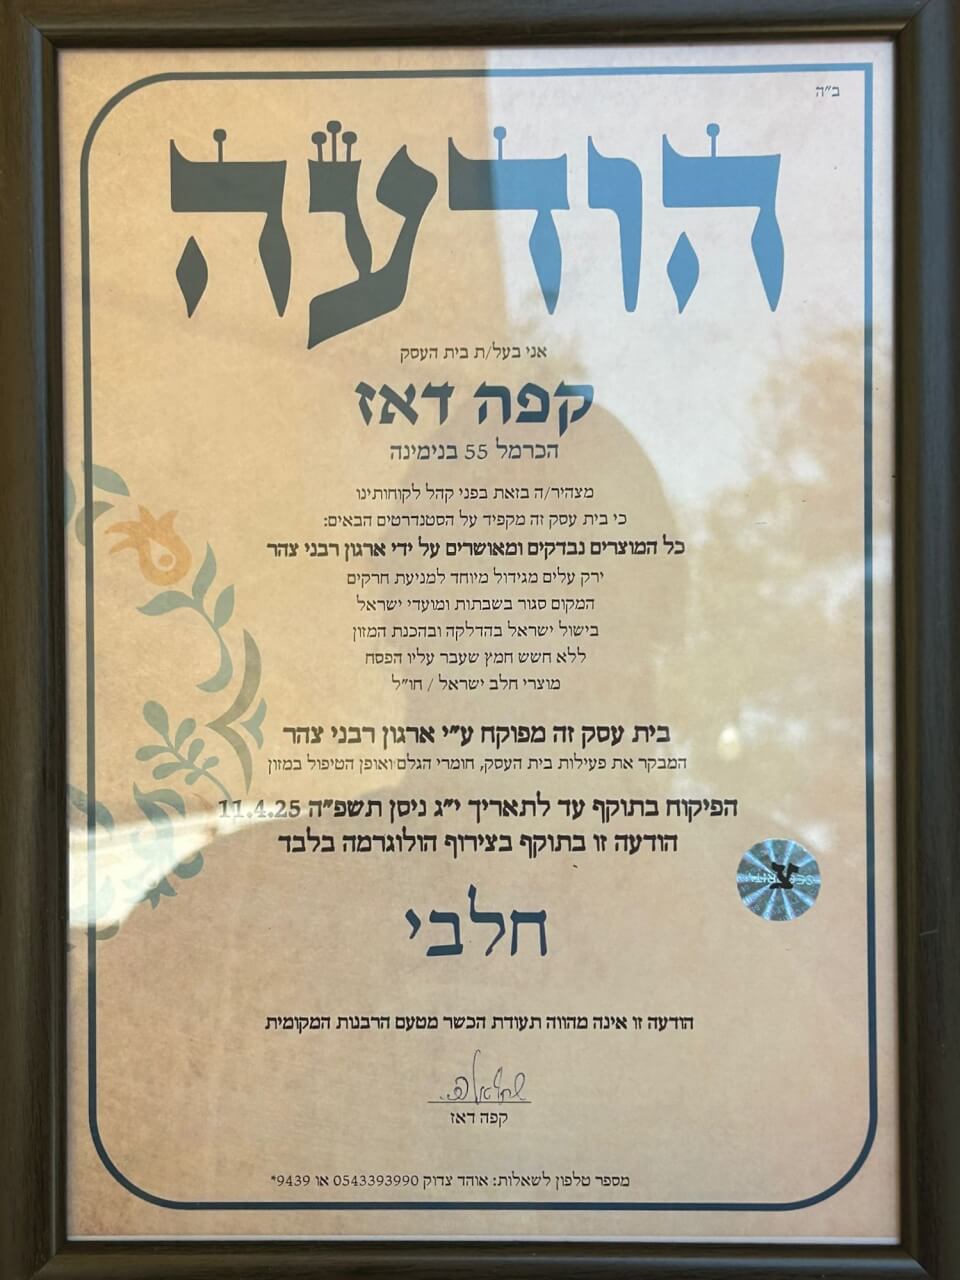 ב"ה
הודעה
אני בעל/ת בית העסק
קפה דאז
הכרמל 55 בנימינה
מצהיר/ה בזאת בפני קהל לקוחותינו
כי בית עסק זה מקפיד על הסטנדרטים הבאים:
כל המוצרים נבדקים ומאושרים על ידי ארגון רבני צהר
ירק עלים מגידול מיוחד למניעת חרקים
המקום סגור בשבתות ומועדי ישראל
בישול ישראל בהדלקה ובהכנת המזון
ללא חשש חמץ שעבר עליו הפסח
מוצרי חלב ישראל / חו"ל
בית עסק זה מפוקח ע"י ארגון רבני צהר
המבקר את פעילות בית העסק, חומרי הגלם ואופן הטיפול במזון
הפיקוח בתוקף עד לתאריך י"ג ניסן תשפ"ה 11.4.25
הודעה זו בתוקף בצירוף הולוגרמה בלבד
צ
חלבי
הודעה זו אינה מהווה תעודת הכשר מטעם הרבנות המקומית
קפה דאז
מספר טלפון לשאלות: אוהד צדוק 0543393990 או 9439*